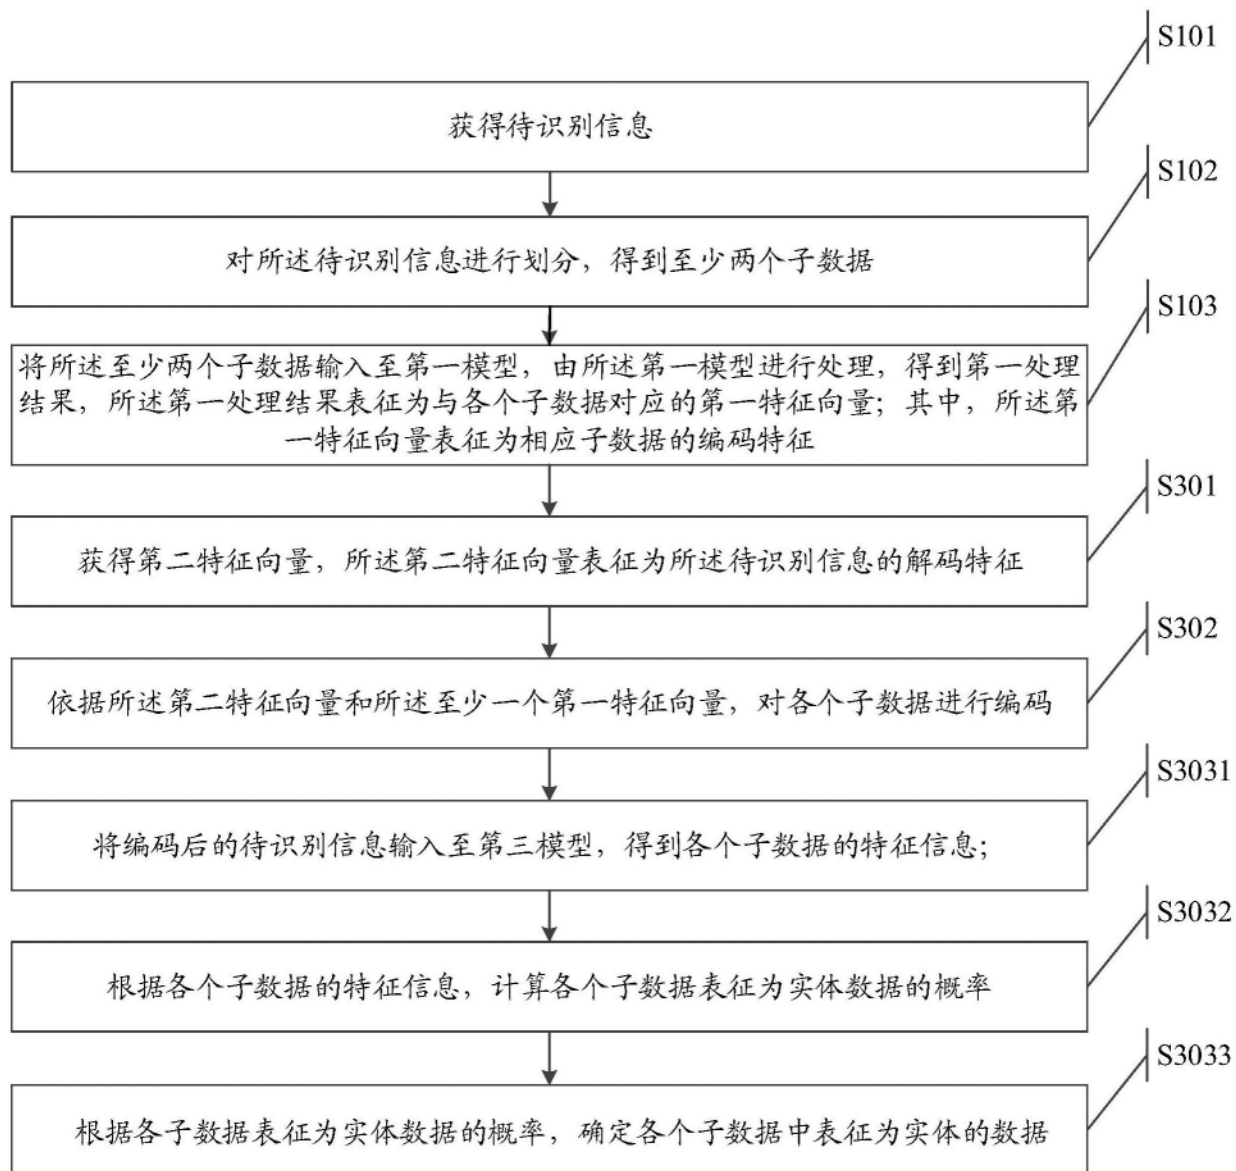 S101
获得待识别信息
S102
对所述待识别信息进行划分，得到至少两个子数据
S103
将所述至少两个子数据输入至第一模型，由所述第一模型进行处理，得到第一处理
结果，所述第一处理结果表征为与各个子数据对应的第一特征向量；其中，所述第
一特征向量表征为相应子数据的编码特征
S301
获得第二特征向量，所述第二特征向量表征为所述待识别信息的解码特征
S302
依据所述第二特征向量和所述至少一个第一特征向量，对各个子数据进行编码
S3031
将编码后的待识别信息输入至第三模型，得到各个子数据的特征信息；
S3032
根据各个子数据的特征信息，计算各个子数据表征为实体数据的概率
S3033
根据各子数据表征为实体数据的概率，确定各个子数据中表征为实体的数据